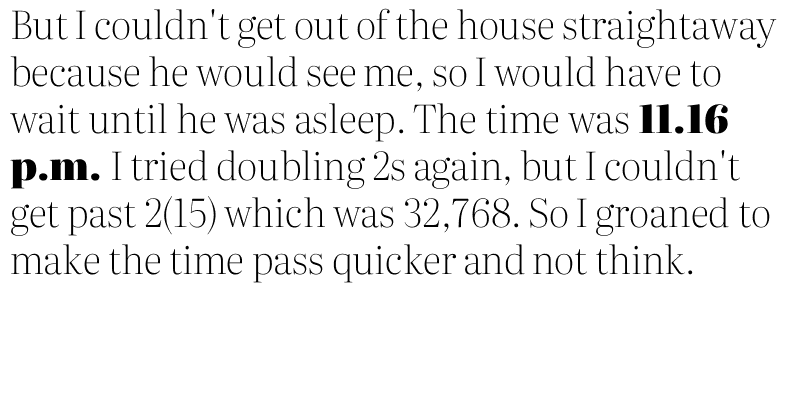 But I couldn't get out of the house straightaway
because he would see me, so I would have to
wait until he was asleep. The time was 11.16
p.m. I tried doubling 2s again, but I couldn't
get past 2(15) which was 32,768. So I groaned to
make the time pass quicker and not think.